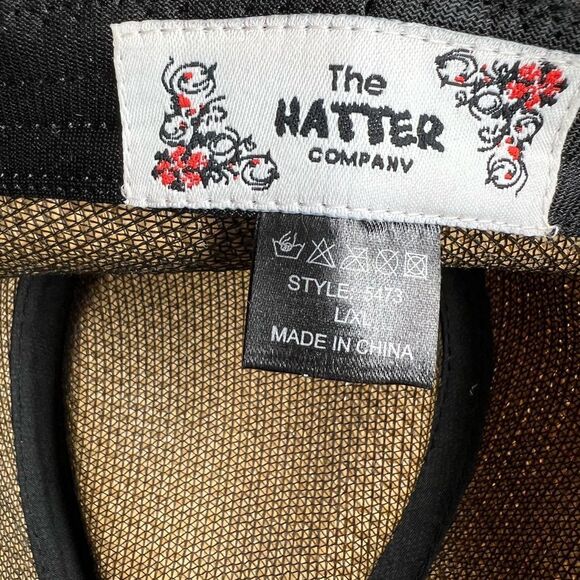 The
HATTER
COMPANY
STYLE: 5473
L/XL
MADE IN CHINA